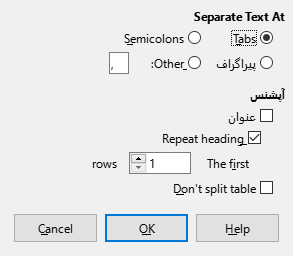 Separate Text At
Tabs Semicolons
پیراگراف Other: ,
آپشنس
عنوان
Repeat heading
The first 1 rows
Don't split table
Help OK Cancel